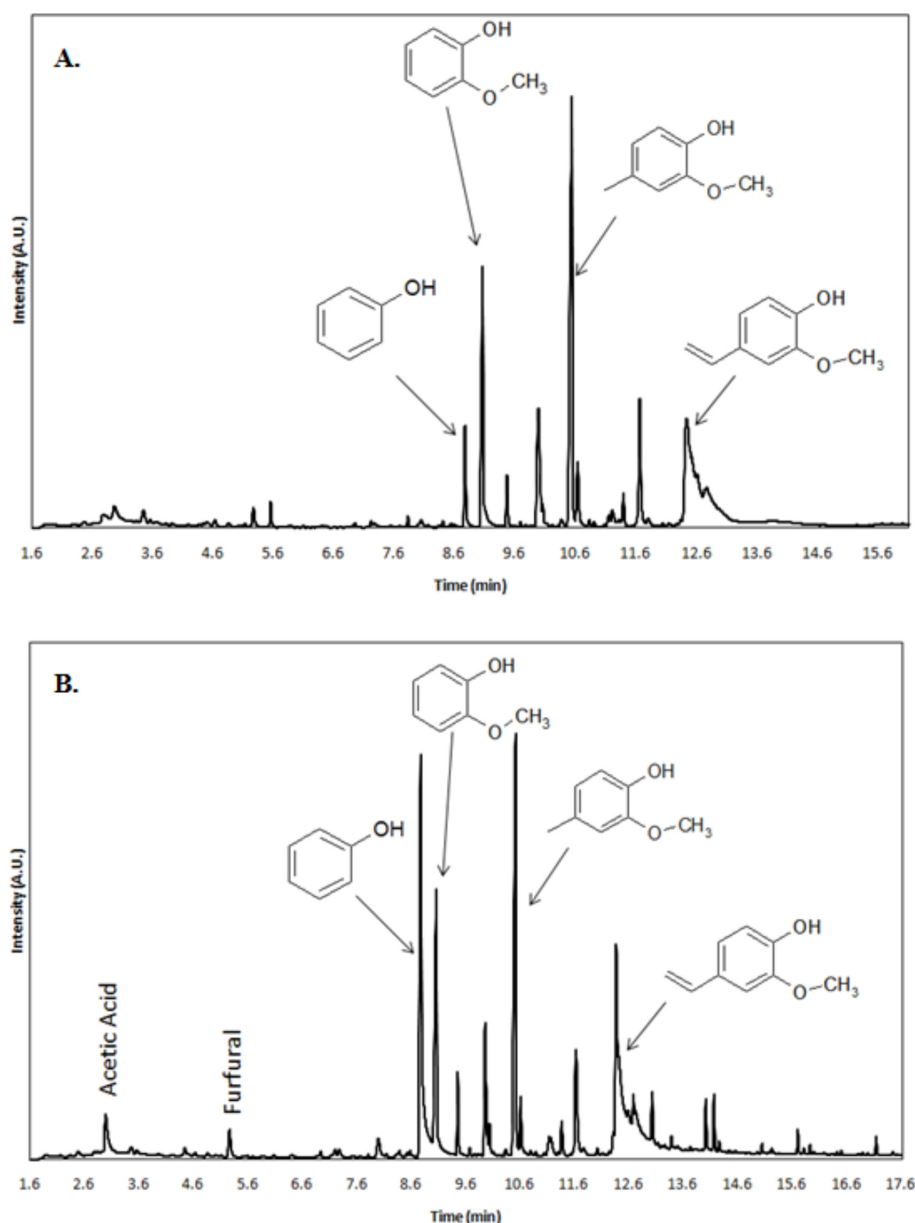 A.
OH
O
CH3
OH
O
CH3
OH
OH
O
CH3
Intensity (A.U.)
1.6 2.6 3.6 4.6 5.6 6.6 7.6 8.6 9.6 10.6 11.6 12.6 13.6 14.6 15.6
Time (min)
B.
OH
O
CH3
OH
O
CH3
OH
OH
O
CH3
Acetic Acid
Furfural
Intensity (A.U.)
1.6 2.6 3.6 4.6 5.6 6.6 7.6 8.6 9.6 10.6 11.6 12.6 13.6 14.6 15.6 16.6 17.6
Time (min)